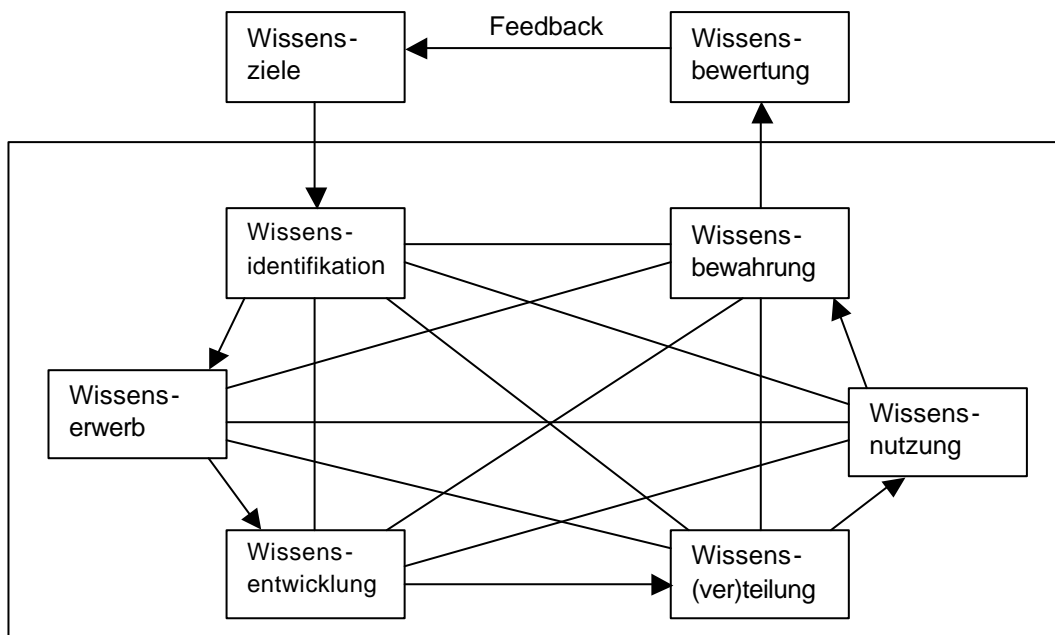 Wissens-
ziele
Feedback
Wissens-
bewertung
Wissens-
identifikation
Wissens-
bewahrung
Wissens-
erwerb
Wissens-
nutzung
Wissens-
entwicklung
Wissens-
(ver)teilung